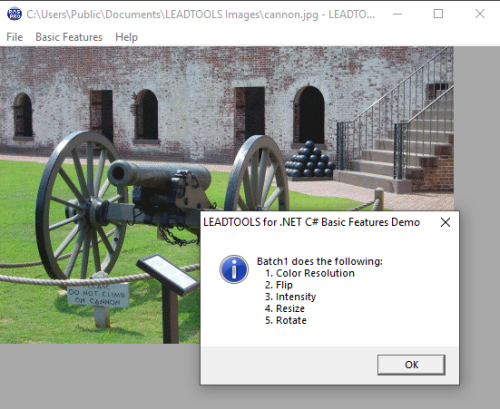 C:\Users\Public\Documents\LEADTOOLS Images\cannon.jpg - LEADTO...
File Basic Features Help
DO NOT CLIMB
ON CANNON
LEADTOOLS for .NET C# Basic Features Demo
Batch1 does the following:
1. Color Resolution
2. Flip
3. Intensity
4. Resize
5. Rotate
OK